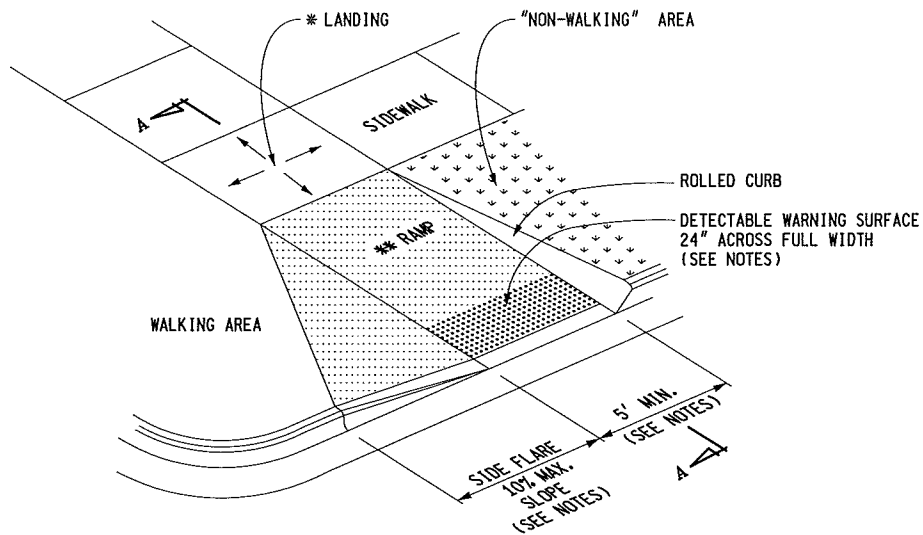 * LANDING
"NON-WALKING" AREA
SIDEWALK
A
ROLLED CURB
** RAMP
DETECTABLE WARNING SURFACE
24" ACROSS FULL WIDTH
(SEE NOTES)
WALKING AREA
5' MIN.
(SEE NOTES)
SIDE FLARE
10% MAX.
SLOPE
(SEE NOTES)
A